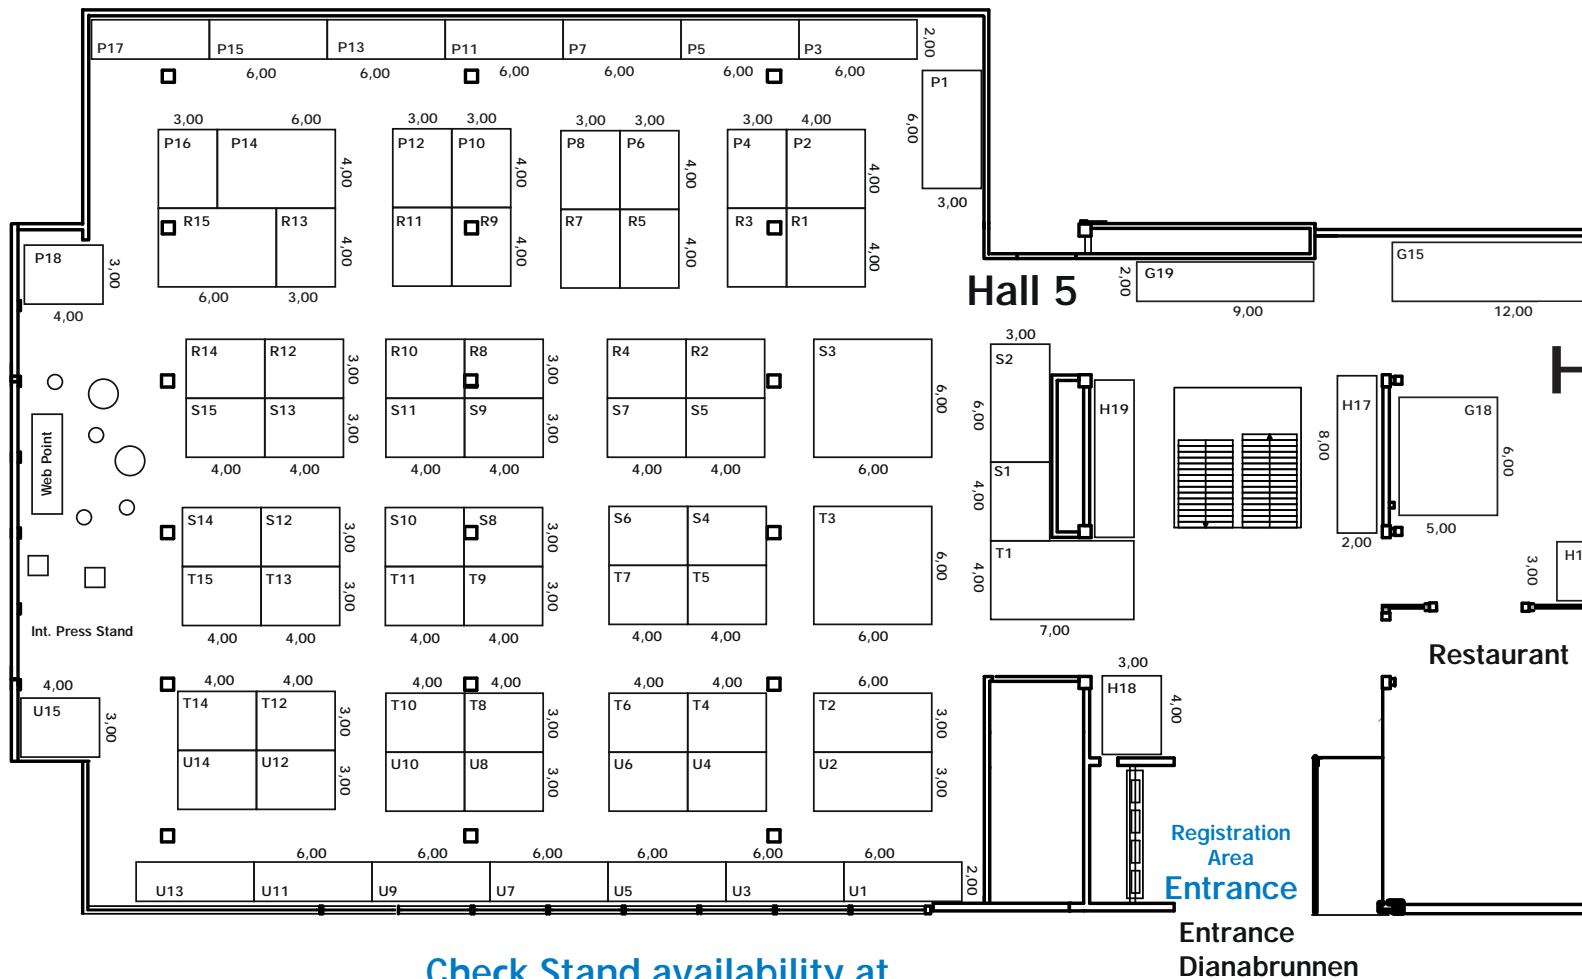 P17 P15 P13 P11 P7 P5 P3
2,00
6,00 6,00 6,00 6,00 6,00 6,00
P1
6,00
3,00
3,00 6,00 3,00 3,00 3,00 3,00 3,00 4,00
P16 P14 P12 P10 P8 P6 P4 P2
4,00 4,00 4,00 4,00
R15 R13 R11 R9 R7 R5 R3 R1
4,00 4,00 4,00 4,00
6,00 3,00
P18
3,00
4,00
Hall 5
G19
2,00
9,00
G15
12,00
R14 R12 R10 R8 R4 R2 S3
3,00 3,00
S15 S13 S11 S9 S7 S5
3,00 3,00 6,00
4,00 4,00 4,00 4,00 4,00 4,00 6,00
3,00
S2
6,00
S1
4,00
T1
4,00
7,00
H19
H17
8,00
2,00
G18
6,00
5,00
H1
3,00
Web Point
S14 S12 S10 S8 S6 S4 T3
3,00 3,00
T15 T13 T11 T9 T7 T5
3,00 3,00 6,00
4,00 4,00 4,00 4,00 4,00 4,00 6,00
Int. Press Stand
Restaurant
4,00
U15
3,00
4,00 4,00 4,00 4,00 4,00 4,00 6,00
T14 T12 T10 T8 T6 T4 T2
3,00 3,00
U14 U12 U10 U8 U6 U4 U2
3,00 3,00
3,00
H18
4,00
6,00 6,00 6,00 6,00 6,00 6,00
U13 U11 U9 U7 U5 U3 U1
2,00
Registration
Area
Entrance
Entrance
Dianabrunnen
Check Stand availability at